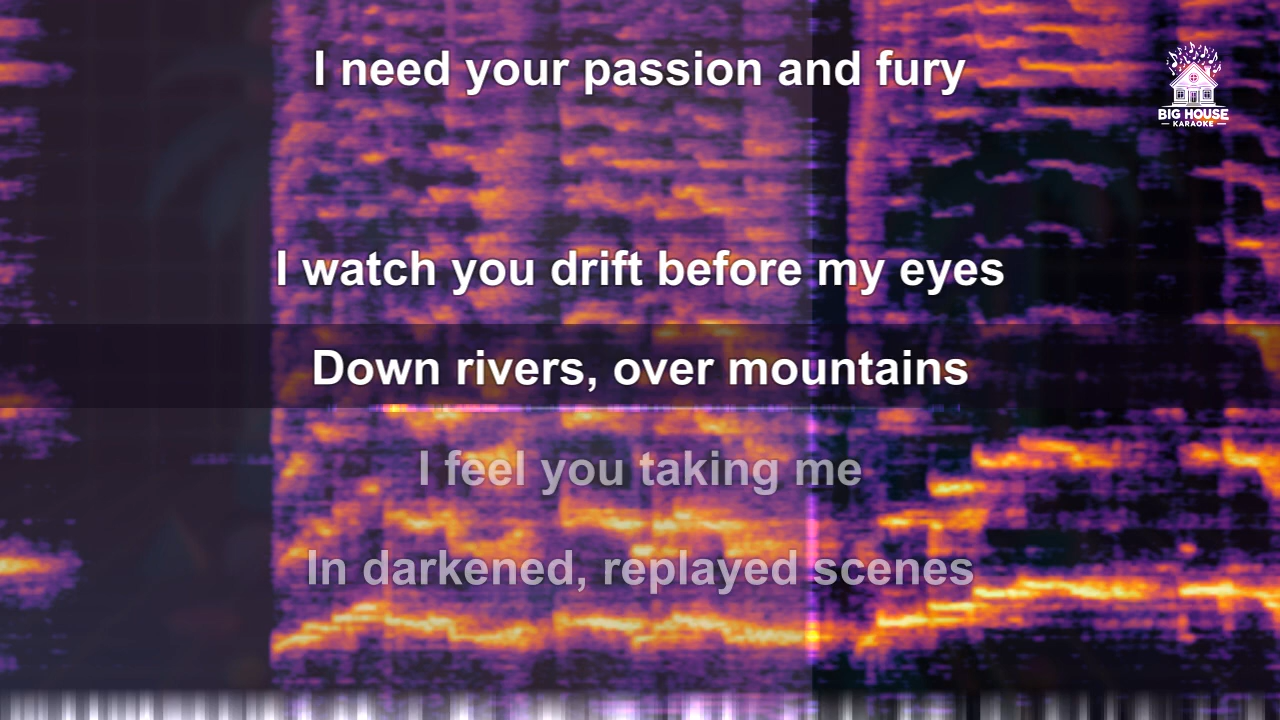 I need your passion and fury
BIG HOUSE
KARAOKE
I watch you drift before my eyes
Down rivers, over mountains
I feel you taking me
In darkened, replayed scenes